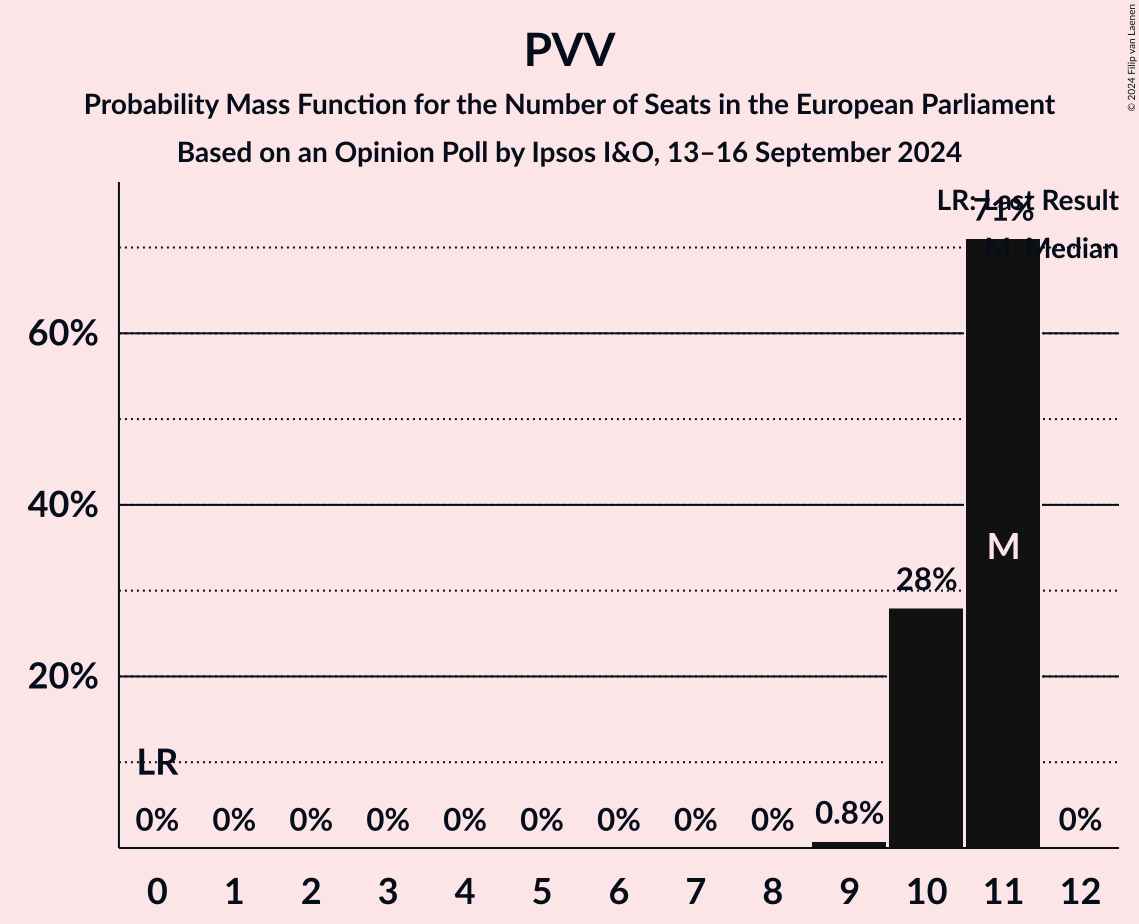 PVV
Probability Mass Function for the Number of Seats in the European Parliament
Based on an Opinion Poll by Ipsos I&O, 13–16 September 2024
© 2024 Filip van Laenen
LR: Last Result
M: Median
71%
60%
40%
20%
M
28%
LR
0% 0% 0% 0% 0% 0% 0% 0% 0% 0.8% 0%
0 1 2 3 4 5 6 7 8 9 10 11 12